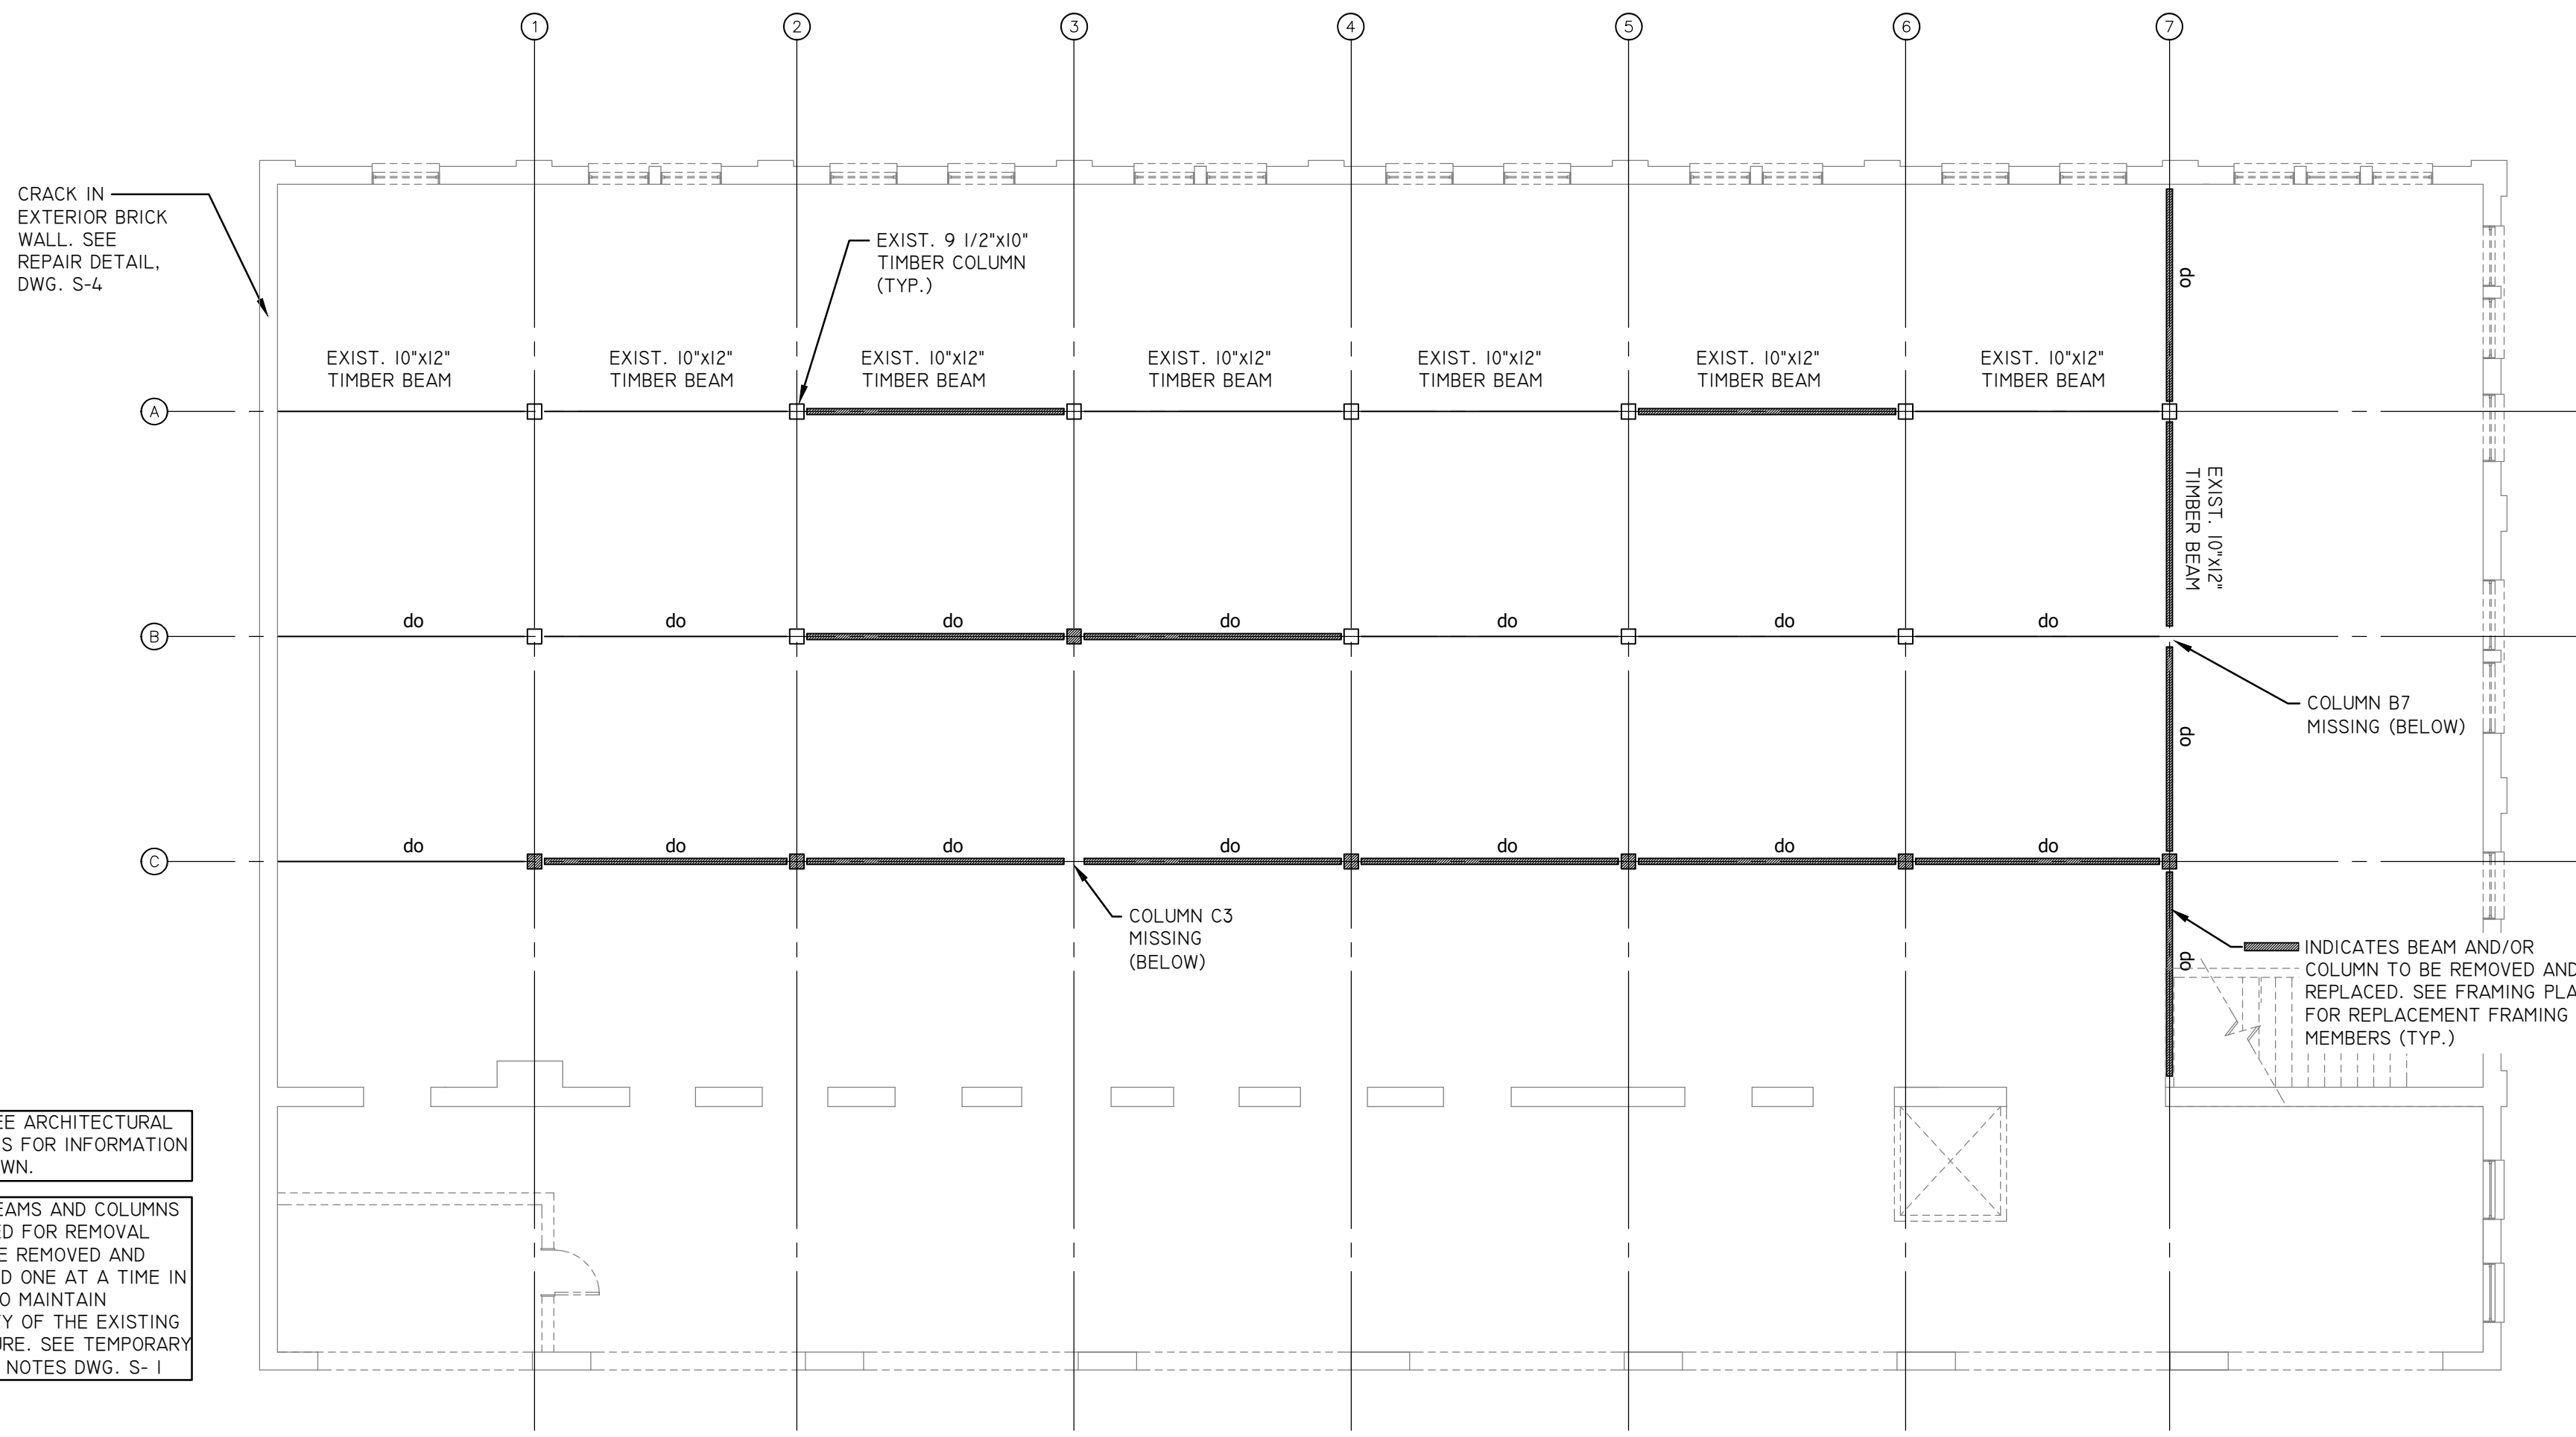 1
2
3
4
5
6
7
CRACK IN
EXTERIOR BRICK
WALL. SEE
REPAIR DETAIL,
DWG. S-4
EXIST. 9 1/2"x10"
TIMBER COLUMN
(TYP.)
do
EXIST. 10"x12"
TIMBER BEAM
EXIST. 10"x12"
TIMBER BEAM
EXIST. 10"x12"
TIMBER BEAM
EXIST. 10"x12"
TIMBER BEAM
EXIST. 10"x12"
TIMBER BEAM
EXIST. 10"x12"
TIMBER BEAM
EXIST. 10"x12"
TIMBER BEAM
A
EXIST. 10"x12"
TIMBER BEAM
B
do
do
do
do
do
do
do
COLUMN B7
MISSING (BELOW)
do
C
do
do
do
do
do
do
do
COLUMN C3
MISSING
(BELOW)
do
INDICATES BEAM AND/OR
COLUMN TO BE REMOVED AND
REPLACED. SEE FRAMING PLA
FOR REPLACEMENT FRAMING
MEMBERS (TYP.)
EE ARCHITECTURAL
S FOR INFORMATION
WN.
EAMS AND COLUMNS
ED FOR REMOVAL
E REMOVED AND
D ONE AT A TIME IN
O MAINTAIN
TY OF THE EXISTING
URE. SEE TEMPORARY
NOTES DWG. S- 1